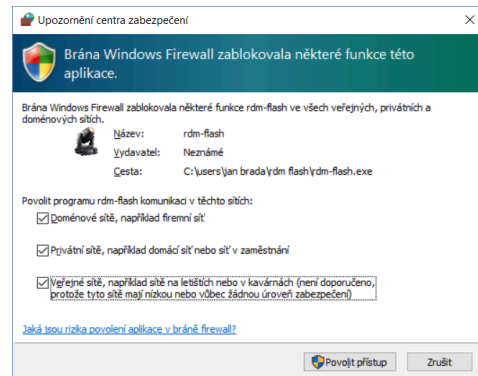 Upozornění centra zabezpečení
Brána Windows Firewall zablokovala některé funkce této
aplikace.
Brána Windows Firewall zablokovala některé funkce rdm-flash ve všech veřejných, privátních a
doménových sítích.
Název: rdm-flash
Vydavatel: Neznámé
Cesta: C:\users\jan brada\rdm flash\rdm-flash.exe
Povolit programu rdm-flash komunikaci v těchto sítích:
Doménové sítě, například firemní síť
Privátní sítě, například domácí síť nebo síť v zaměstnání
Veřejné sítě, například sítě na letištích nebo v kavárnách (není doporučeno,
protože tyto sítě mají nízkou nebo vůbec žádnou úroveň zabezpečení)
Jaká jsou rizika povolení aplikace v bráně firewall?
Povolit přístup Zrušit